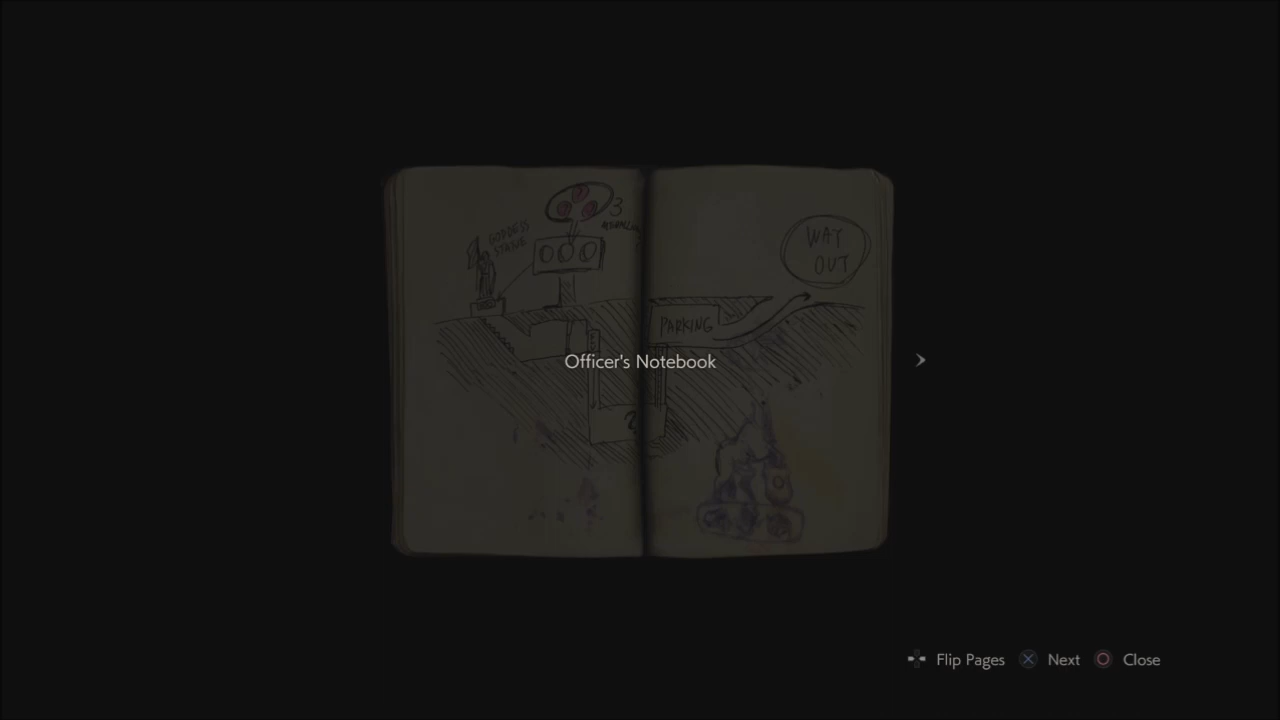 3
GODDESS
STATUE
WAY
OUT
PARKING
Officer's Notebook
?
Flip Pages
Next
Close